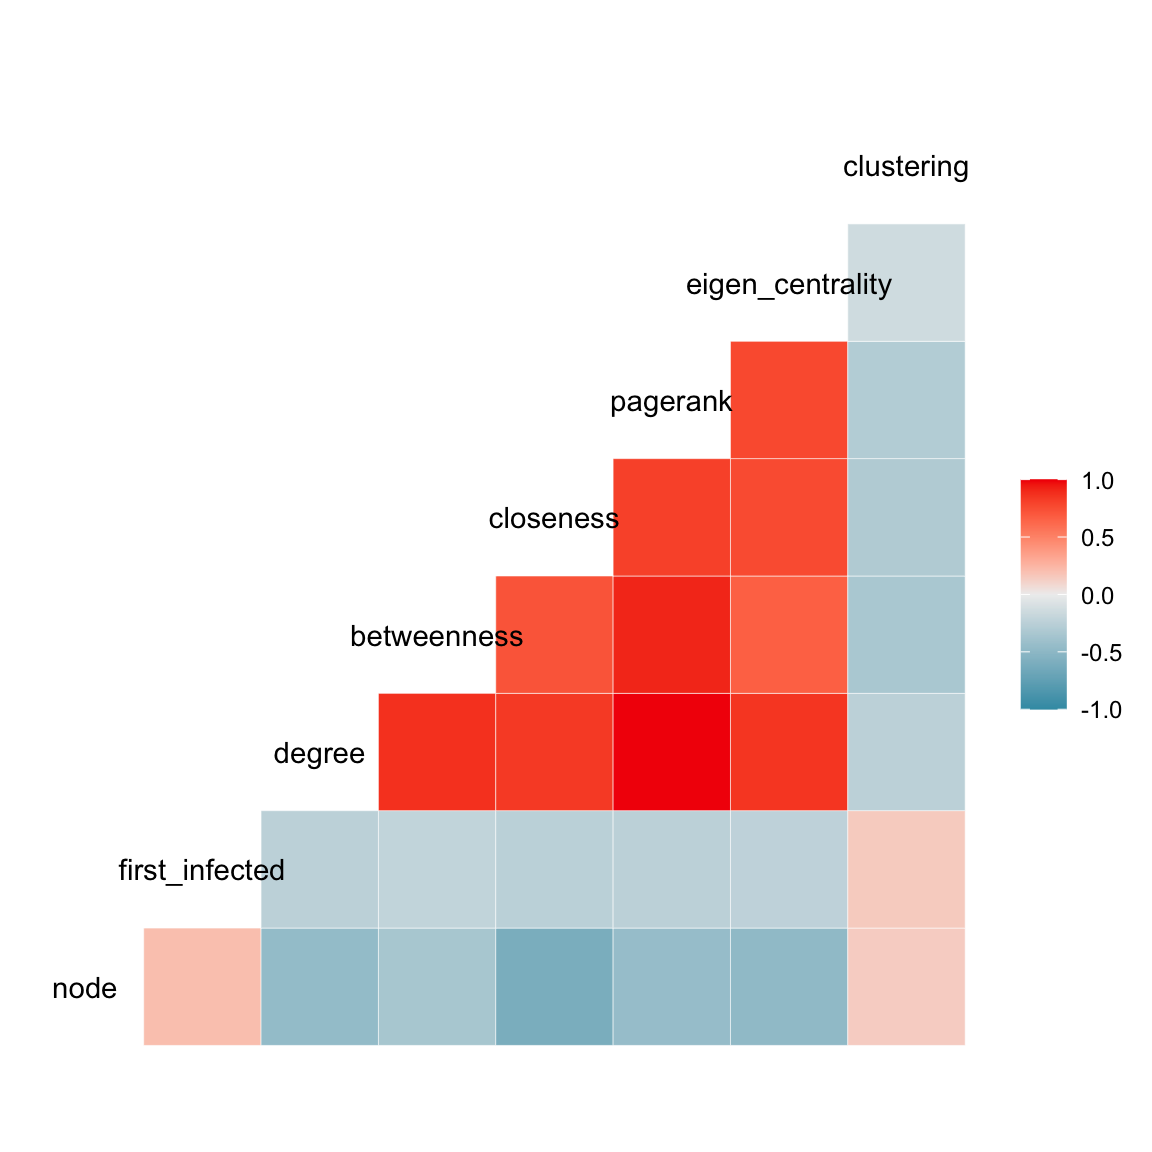 clustering
eigen_centrality
pagerank
closeness
betweenness
degree
first_infected
node
1.0
0.5
0.0
-0.5
-1.0